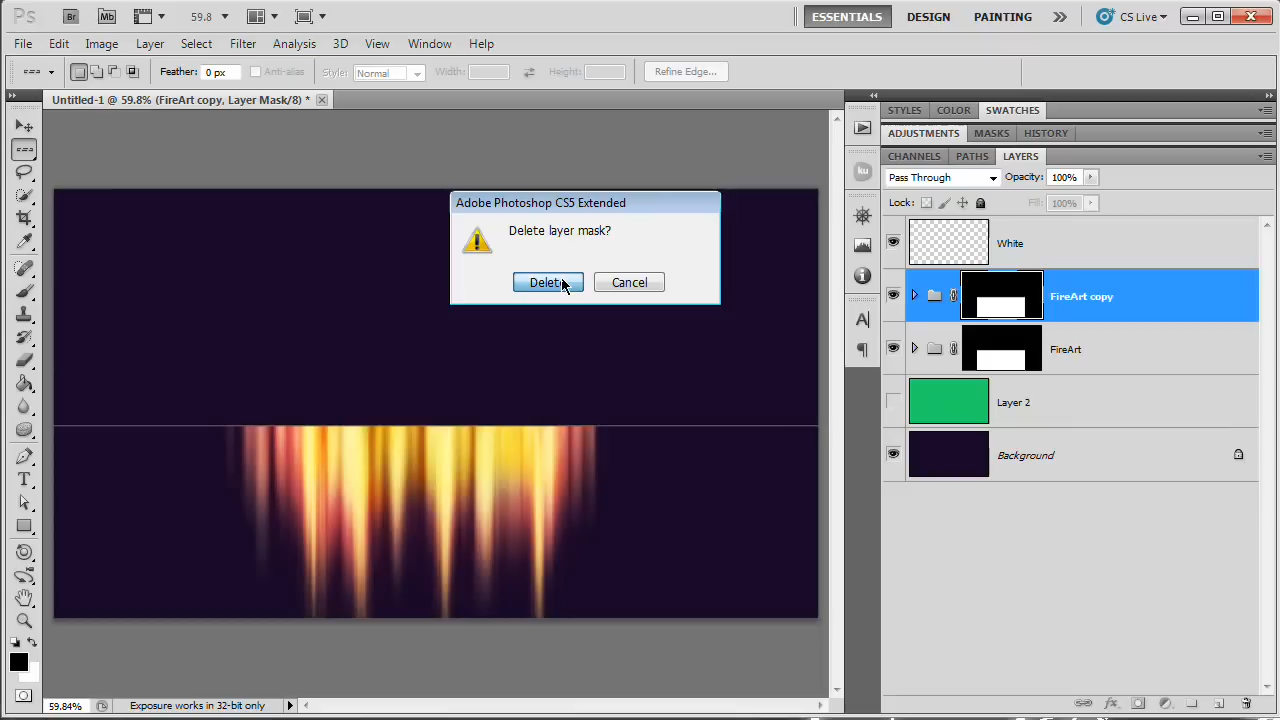 Ps Br Mb 59.8 ESSENTIALS DESIGN PAINTING CS Live
File Edit Image Layer Select Filter Analysis 3D View Window Help
Feather: 0 px Anti-alias Style: Normal Width: Height: Refine Edge...
Untitled-1 @ 59.8% (FireArt copy, Layer Mask/8) *
STYLES COLOR SWATCHES
ADJUSTMENTS MASKS HISTORY
CHANNELS PATHS LAYERS
Pass Through Opacity: 100%
Lock: Fill: 100%
Adobe Photoshop CS5 Extended
Delete layer mask?
Delete Cancel
White
FireArt copy
FireArt
Layer 2
Background
ku
A
T
59.84% Exposure works in 32-bit only
fx